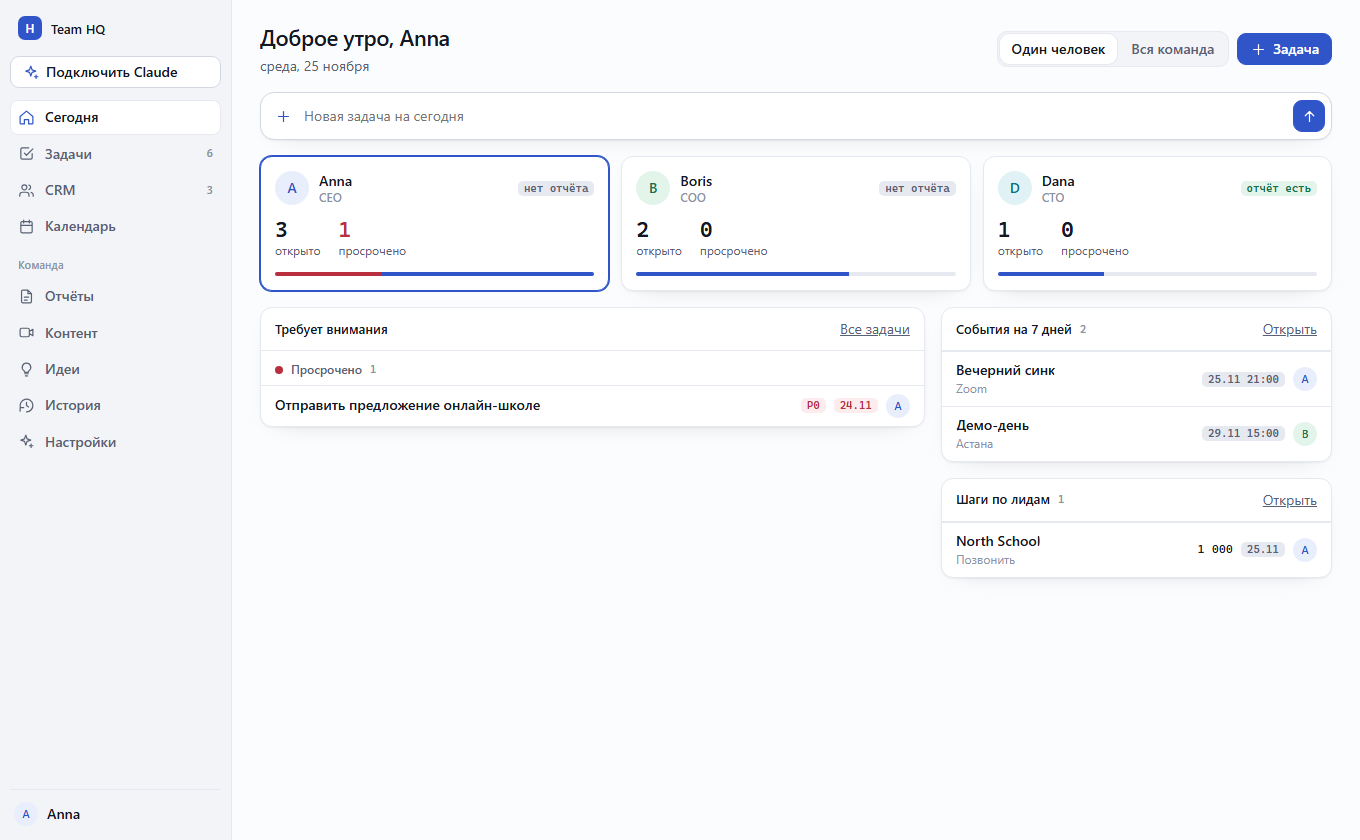 H Team HQ
Подключить Claude
Сегодня
Задачи 6
CRM 3
Календарь
Команда
Отчёты
Контент
Идеи
История
Настройки
A Anna
Доброе утро, Anna
среда, 25 ноября
Один человек Вся команда + Задача
+ Новая задача на сегодня
A Anna нет отчёта
CEO
3 1
открыто просрочено
B Boris нет отчёта
COO
2 0
открыто просрочено
D Dana отчёт есть
CTO
1 0
открыто просрочено
Требует внимания Все задачи
Просрочено 1
Отправить предложение онлайн-школе P0 24.11 A
События на 7 дней 2 Открыть
Вечерний синк 25.11 21:00 A
Zoom
Демо-день 29.11 15:00 B
Астана
Шаги по лидам 1 Открыть
North School 1 000 25.11 A
Позвонить